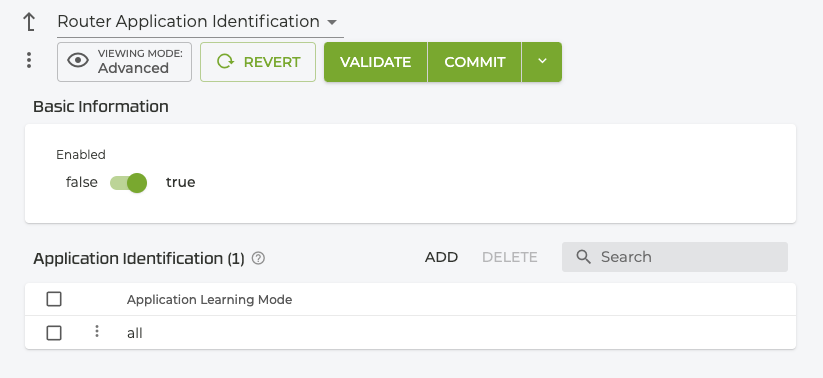 Router Application Identification
VIEWING MODE:
Advanced
REVERT
VALIDATE
COMMIT
Basic Information
Enabled
false
true
Application Identification (1)
ADD
DELETE
Search
Application Learning Mode
all